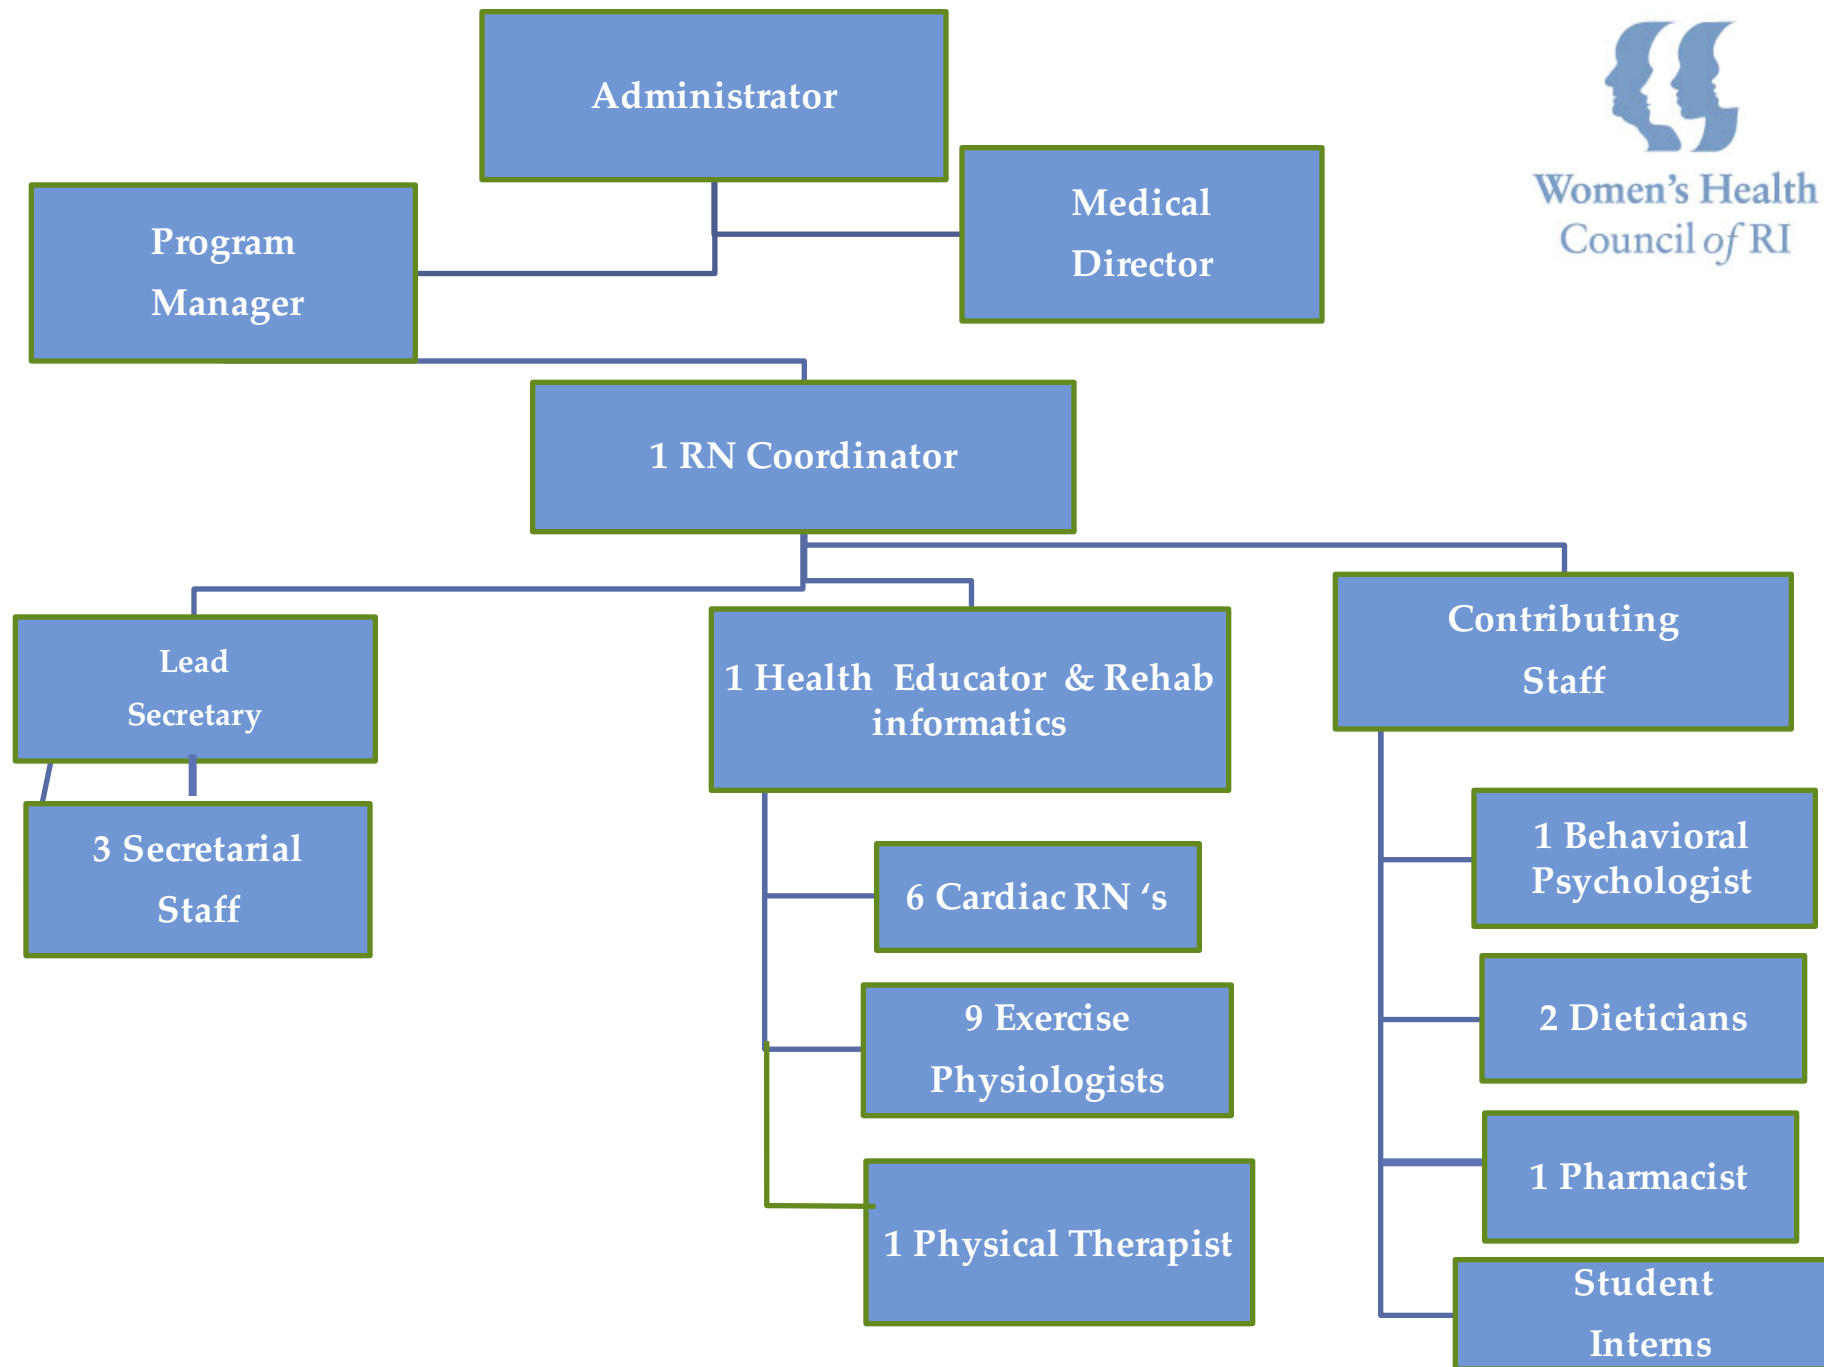 Administrator
Women's Health
Council of RI
Medical
Director
Program
Manager
1 RN Coordinator
Lead
Secretary
1 Health Educator & Rehab
informatics
Contributing
Staff
3 Secretarial
Staff
6 Cardiac RN ‘s
9 Exercise
Physiologists
1 Physical Therapist
1 Behavioral
Psychologist
2 Dieticians
1 Pharmacist
Student
Interns